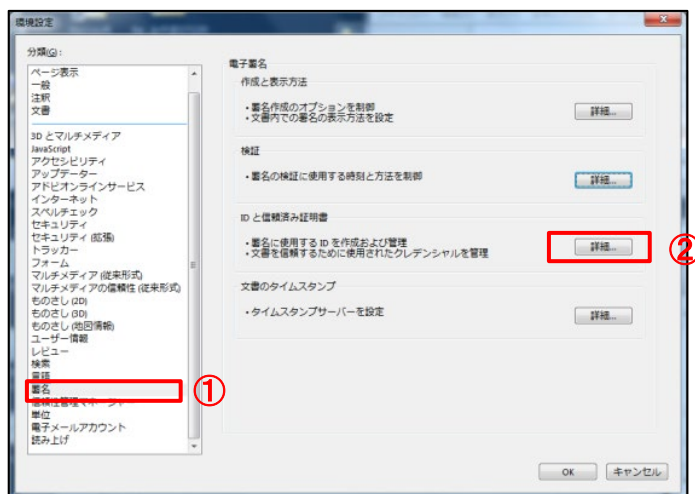 環境設定
分類(G):
ページ表示
一般
注釈
文書
3D とマルチメディア
JavaScript
アクセシビリティ
アップデーター
アドビオンラインサービス
インターネット
スペルチェック
セキュリティ
セキュリティ (拡張)
トラッカー
フォーム
マルチメディア (従来形式)
マルチメディアの信頼性 (従来形式)
ものさし (2D)
ものさし (3D)
ものさし (地図情報)
ユーザー情報
レビュー
検索
言語
署名
信頼性管理マネージャー
単位
電子メールアカウント
読み上げ
①
電子署名
作成と表示方法
・署名作成のオプションを制御
・文書内での署名の表示方法を設定
詳細...
検証
・署名の検証に使用する時刻と方法を制御
詳細...
ID と信頼済み証明書
・署名に使用する ID を作成および管理
・文書を信頼するために使用されたクレデンシャルを管理
詳細...
②
文書のタイムスタンプ
・タイムスタンプサーバーを設定
詳細...
OK
キャンセル